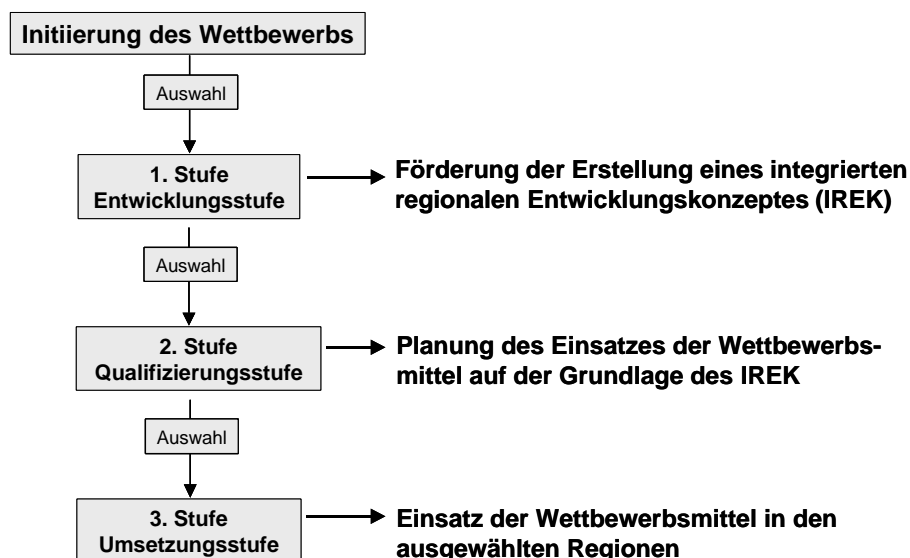 Initiierung des Wettbewerbs
Auswahl
1. Stufe
Entwicklungsstufe
Förderung der Erstellung eines integrierten
regionalen Entwicklungskonzeptes (IREK)
Auswahl
2. Stufe
Qualifizierungsstufe
Planung des Einsatzes der Wettbewerbs-
mittel auf der Grundlage des IREK
Auswahl
3. Stufe
Umsetzungsstufe
Einsatz der Wettbewerbsmittel in den
ausgewählten Regionen